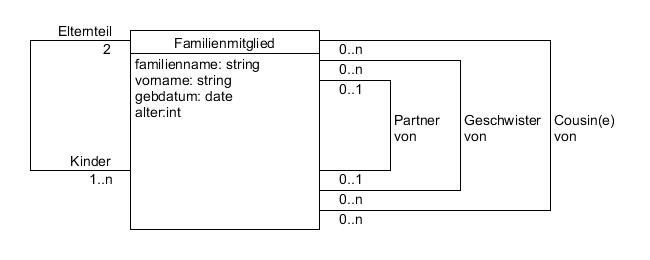 Elternteil
2
Familienmitglied
familienname: string
vorname: string
gebdatum: date
alter:int
Kinder
1..n
0..n
0..n
0..1
Partner
von
Geschwister
von
Cousin(e)
von
0..1
0..n
0..n